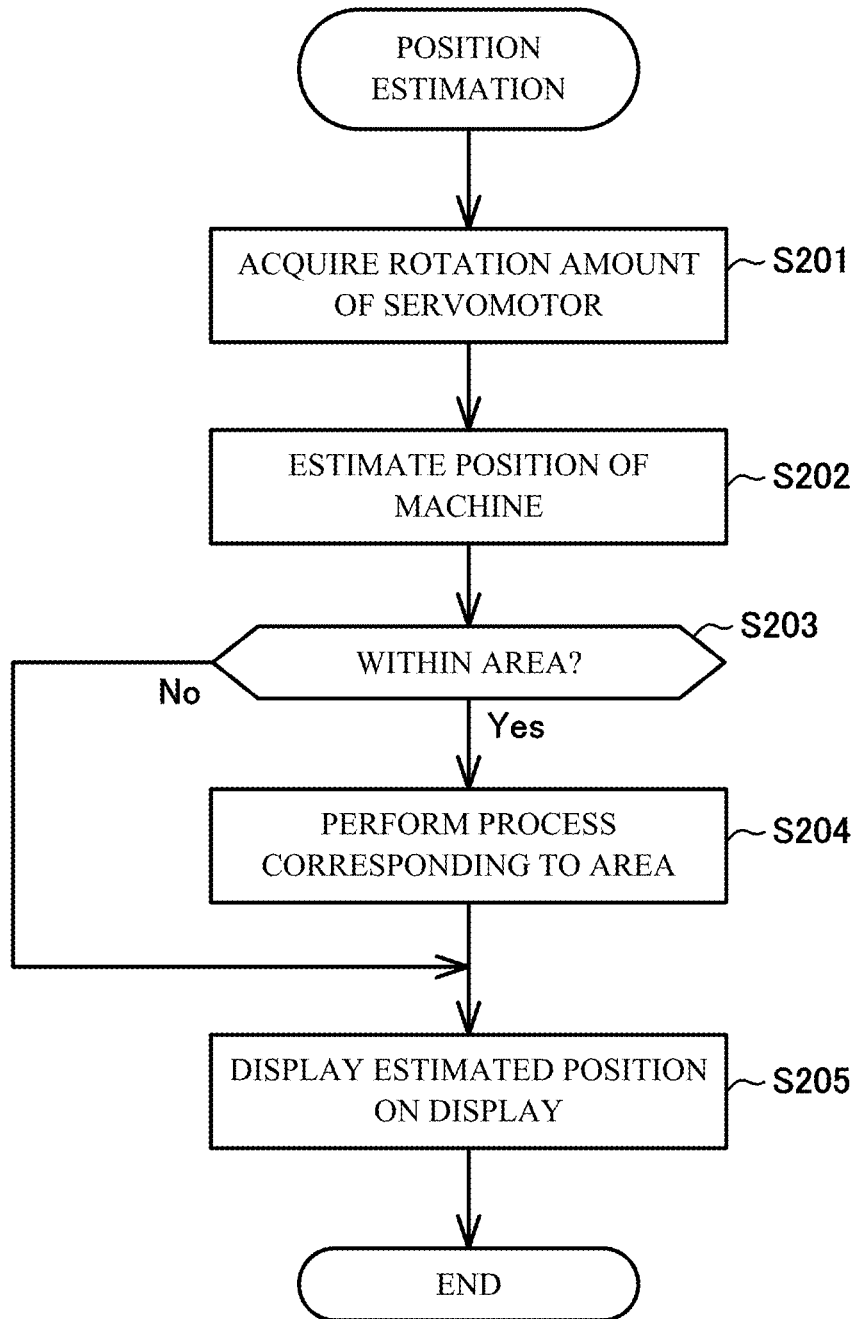 POSITION
ESTIMATION
ACQUIRE ROTATION AMOUNT
OF SERVOMOTOR
S201
ESTIMATE POSITION OF
MACHINE
S202
WITHIN AREA?
S203
No
Yes
PERFORM PROCESS
CORRESPONDING TO AREA
S204
DISPLAY ESTIMATED POSITION
ON DISPLAY
S205
END